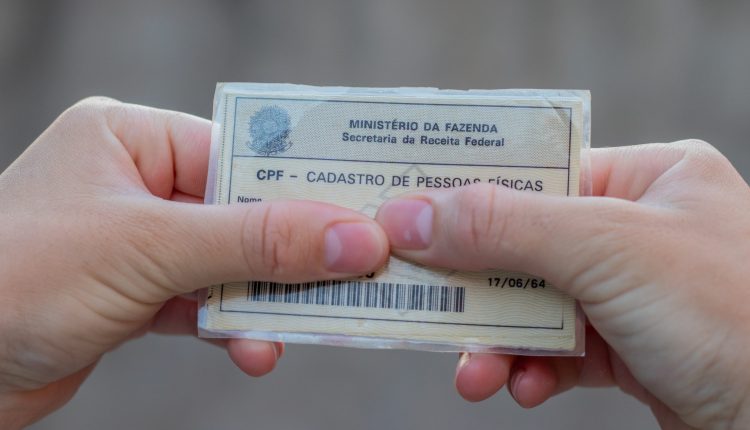 MINISTÉRIO DA FAZENDA
Secretaria da Receita Federal
CPF - CADASTRO DE PESSOAS FÍSICAS
Nome
17/06/64